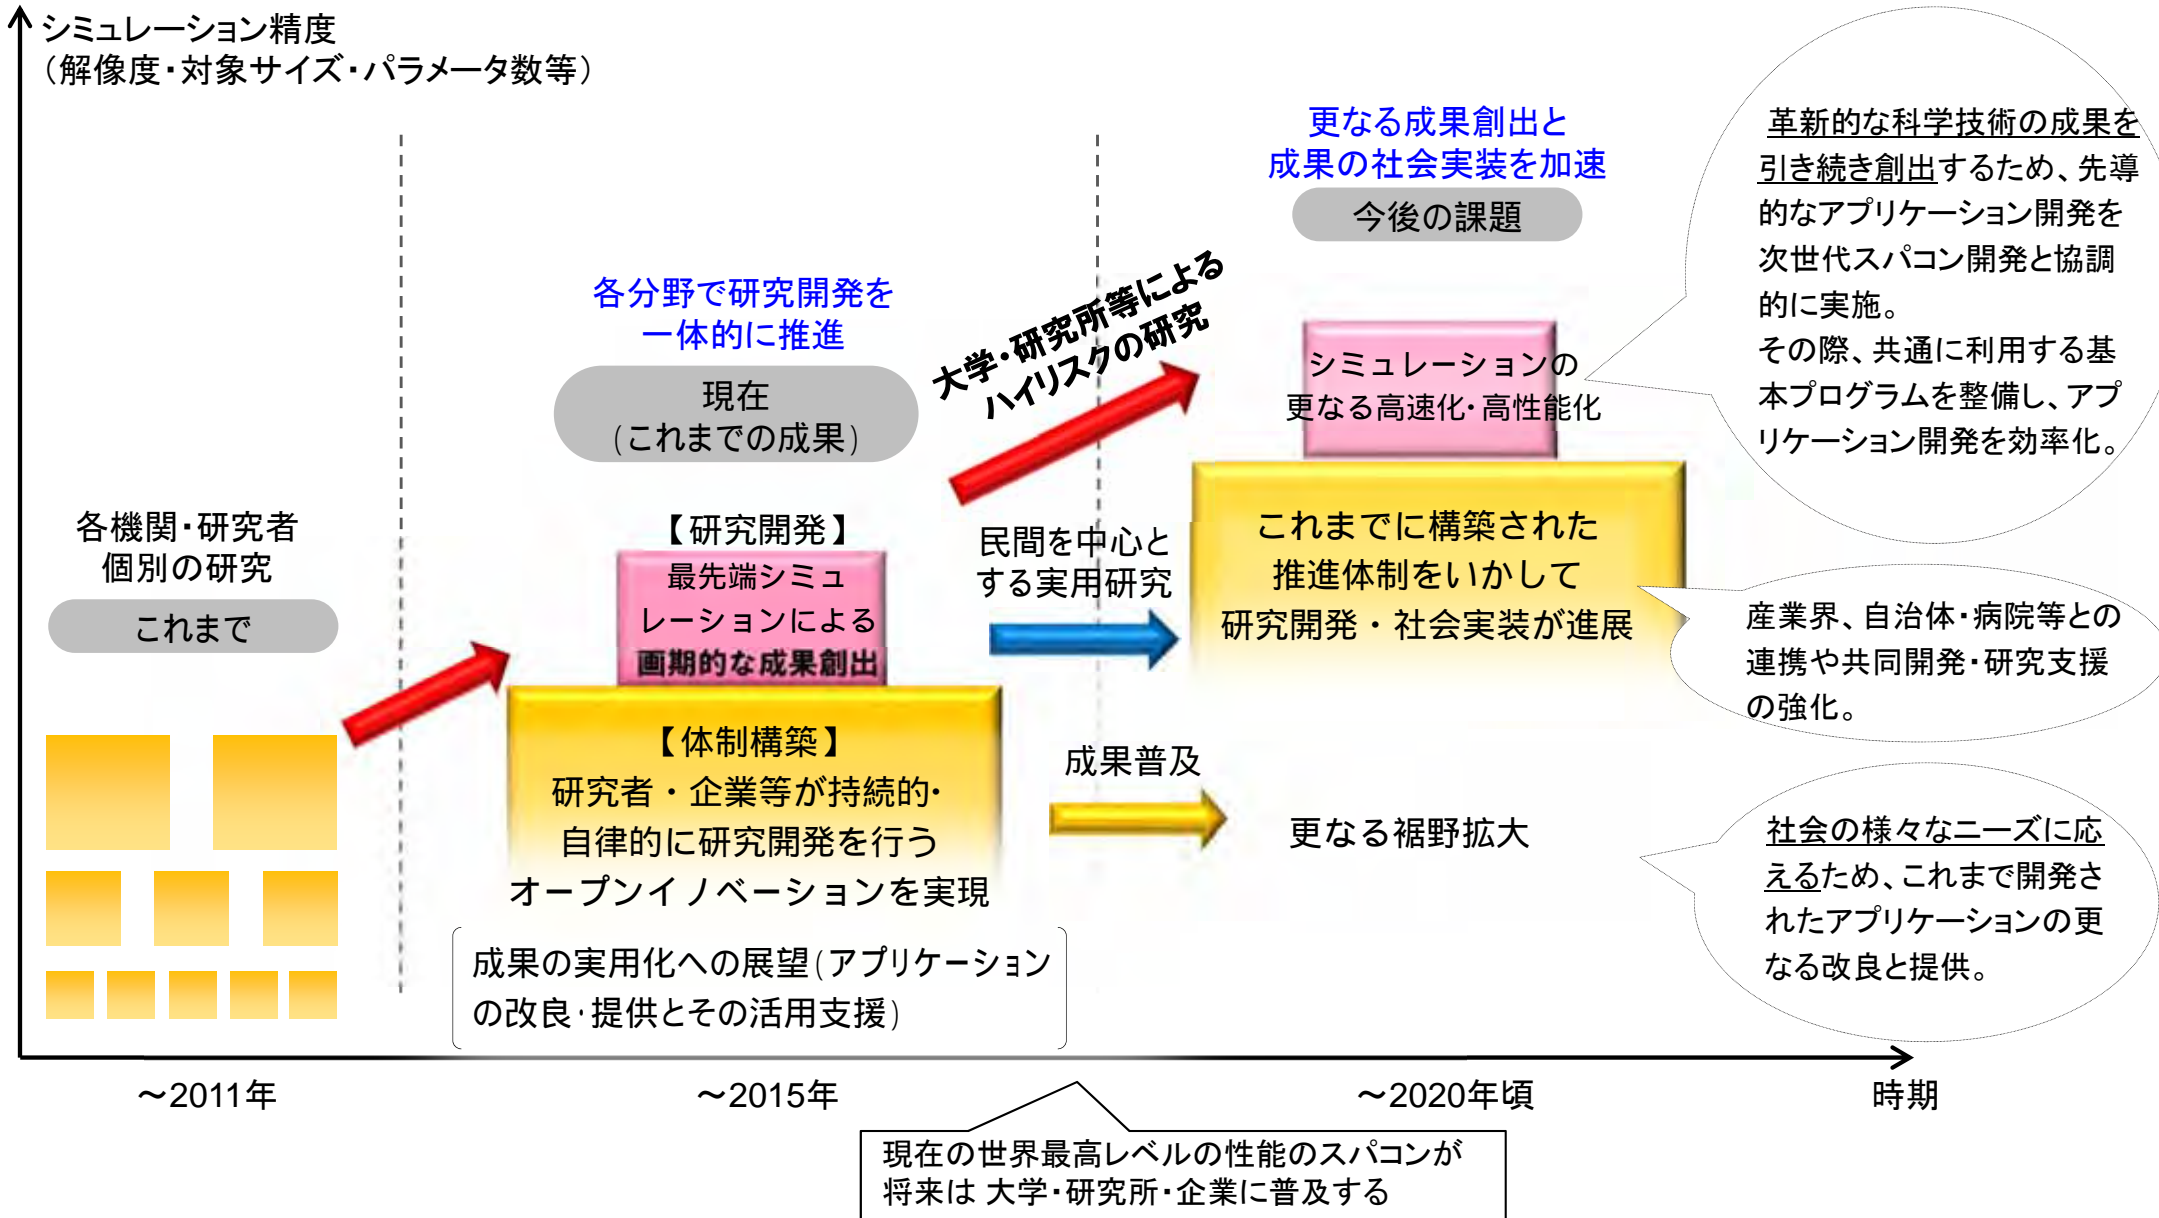 シミュレーション精度
（解像度・対象サイズ・パラメータ数等）
各機関・研究者
個別の研究
これまで
各分野で研究開発を
一体的に推進
現在
(これまでの成果)
【研究開発】
最先端シミュ
レーションによる
画期的な成果創出
【体制構築】
研究者・企業等が持続的・
自律的に研究開発を行う
オープンイノベーションを実現
成果の実用化への展望(アプリケーション
の改良・提供とその活用支援)
大学・研究所等による
ハイリスクの研究
民間を中心と
する実用研究
成果普及
更なる成果創出と
成果の社会実装を加速
今後の課題
シミュレーションの
更なる高速化・高性能化
これまでに構築された
推進体制をいかして
研究開発・社会実装が進展
更なる裾野拡大
革新的な科学技術の成果を
引き続き創出するため、先導
的なアプリケーション開発を
次世代スパコン開発と協調
的に実施。
その際、共通に利用する基
本プログラムを整備し、アプ
リケーション開発を効率化。
産業界、自治体・病院等との
連携や共同開発・研究支援
の強化。
社会の様々なニーズに応
えるため、これまで開発さ
れたアプリケーションの更
なる改良と提供。
～2011年
～2015年
～2020年頃
時期
現在の世界最高レベルの性能のスパコンが
将来は 大学・研究所・企業に普及する